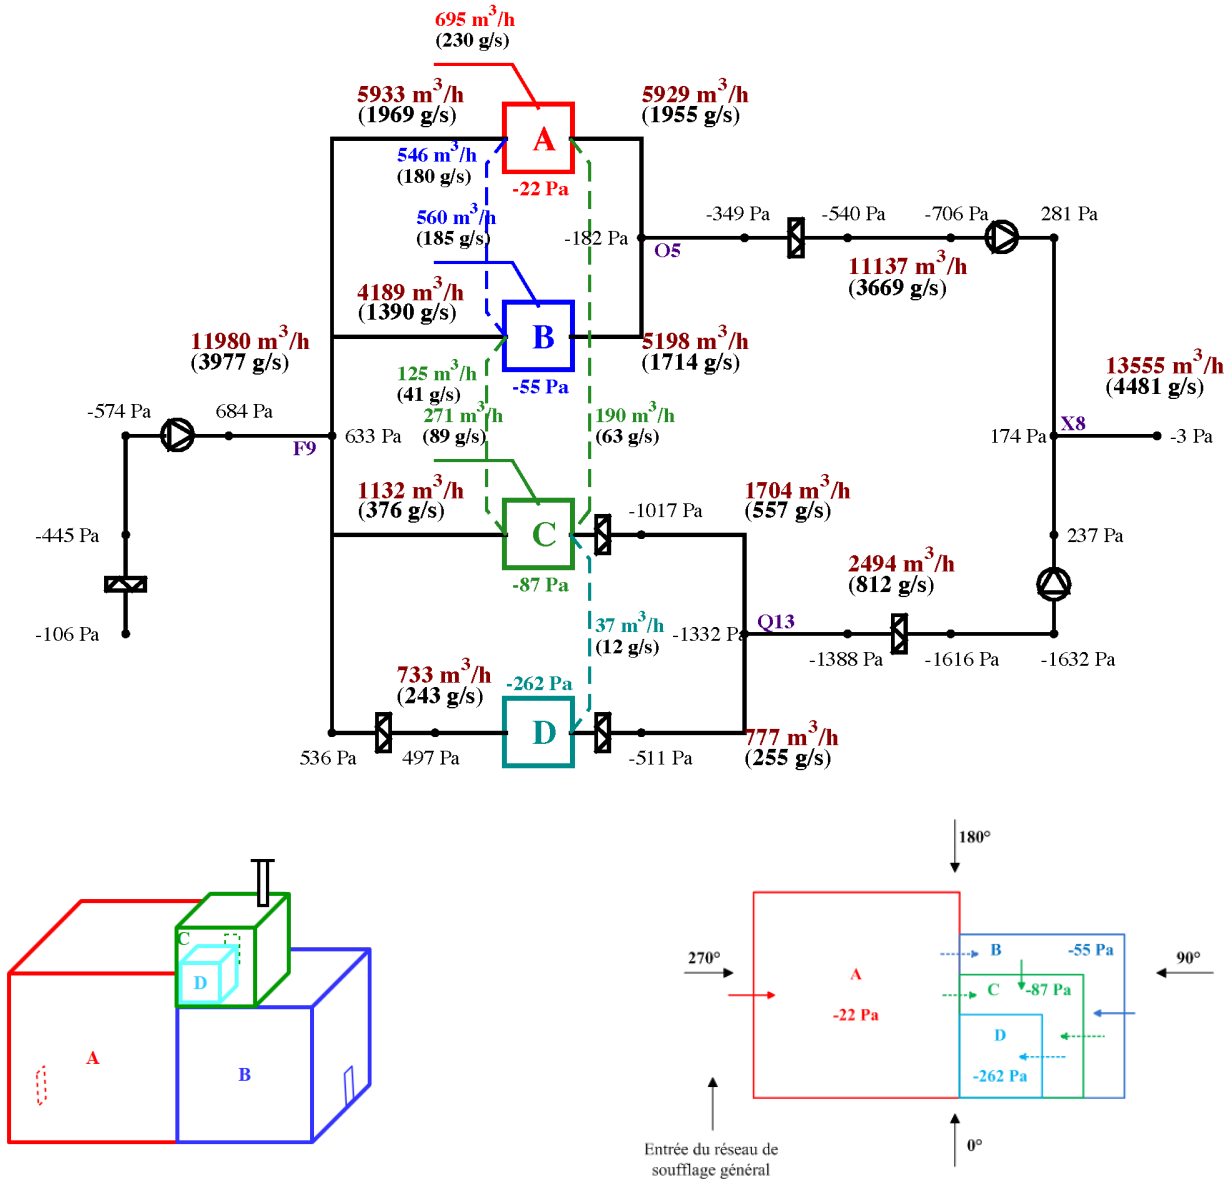 695 m³/h
(230 g/s)
5933 m³/h
(1969 g/s)
5929 m³/h
(1955 g/s)
A
546 m³/h
(180 g/s)
-22 Pa
560 m³/h
(185 g/s)
-182 Pa
O5
-349 Pa
-540 Pa
-706 Pa
281 Pa
11137 m³/h
(3669 g/s)
4189 m³/h
(1390 g/s)
B
5198 m³/h
(1714 g/s)
11980 m³/h
(3977 g/s)
-55 Pa
13555 m³/h
(4481 g/s)
125 m³/h
(41 g/s)
-574 Pa
684 Pa
F9
633 Pa
271 m³/h
(89 g/s)
190 m³/h
(63 g/s)
174 Pa
X8
-3 Pa
1132 m³/h
(376 g/s)
C
-1017 Pa
1704 m³/h
(557 g/s)
-445 Pa
237 Pa
-87 Pa
2494 m³/h
(812 g/s)
-106 Pa
37 m³/h
(12 g/s)
-1332 Pa
Q13
-1388 Pa
-1616 Pa
-1632 Pa
733 m³/h
(243 g/s)
-262 Pa
D
777 m³/h
(255 g/s)
536 Pa
497 Pa
-511 Pa
180°
C
D
A
B
270°
90°
A
-22 Pa
B
-55 Pa
C
-87 Pa
D
-262 Pa
0°
Entrée du réseau de
soufflage général